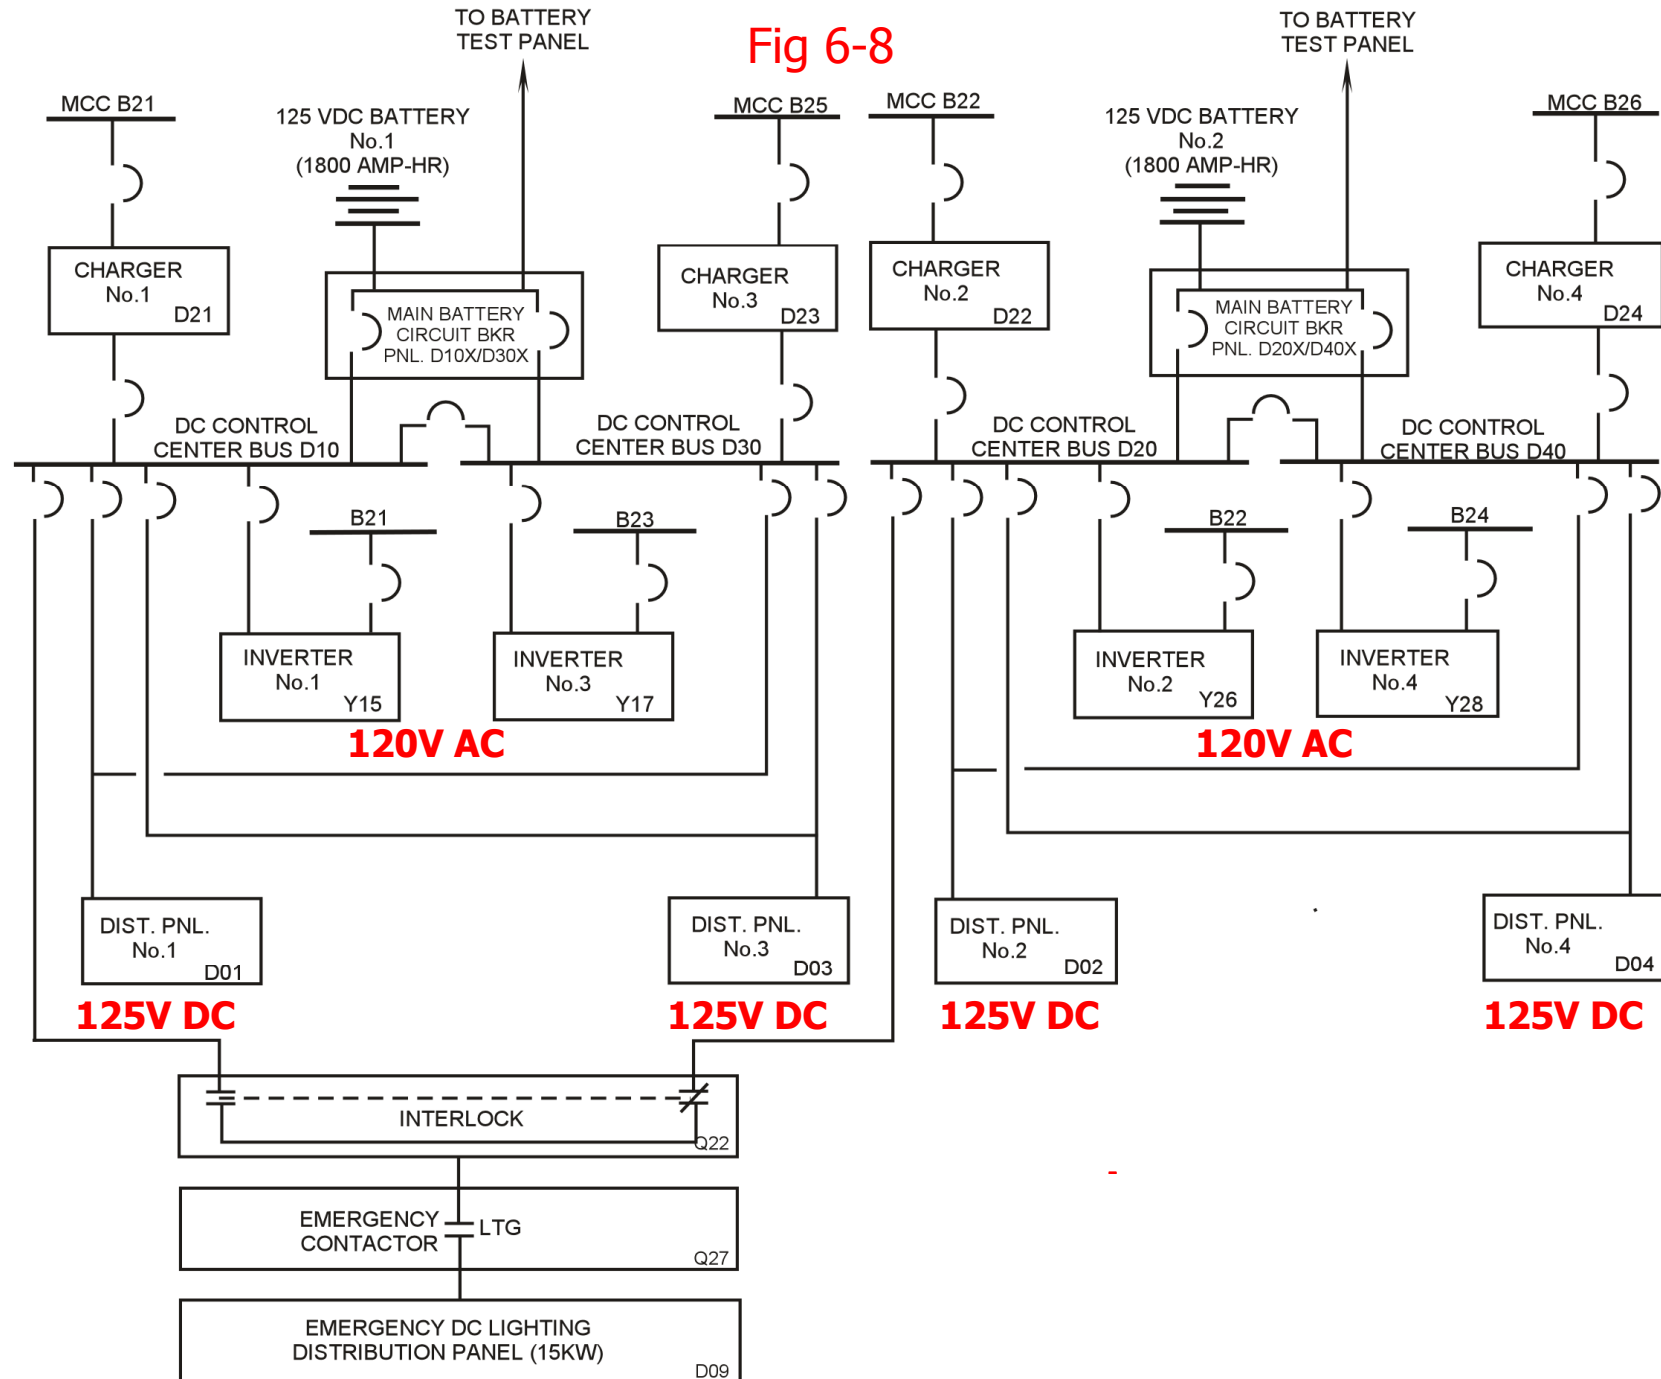 TO BATTERY
TEST PANEL
Fig 6-8
TO BATTERY
TEST PANEL
MCC B21
125 VDC BATTERY
No.1
(1800 AMP-HR)
MCC B25
MCC B22
125 VDC BATTERY
No.2
(1800 AMP-HR)
MCC B26
CHARGER
No.1
D21
MAIN BATTERY
CIRCUIT BKR
PNL. D10X/D30X
CHARGER
No.3
D23
CHARGER
No.2
D22
MAIN BATTERY
CIRCUIT BKR
PNL. D20X/D40X
CHARGER
No.4
D24
DC CONTROL
CENTER BUS D10
DC CONTROL
CENTER BUS D30
DC CONTROL
CENTER BUS D20
DC CONTROL
CENTER BUS D40
B21
B23
B22
B24
INVERTER
No.1
Y15
INVERTER
No.3
Y17
INVERTER
No.2
Y26
INVERTER
No.4
Y28
120V AC
120V AC
DIST. PNL.
No.1
D01
DIST. PNL.
No.3
D03
DIST. PNL.
No.2
D02
DIST. PNL.
No.4
D04
125V DC
125V DC
125V DC
125V DC
INTERLOCK
Q22
EMERGENCY
CONTACTOR
LTG
Q27
EMERGENCY DC LIGHTING
DISTRIBUTION PANEL (15KW)
D09